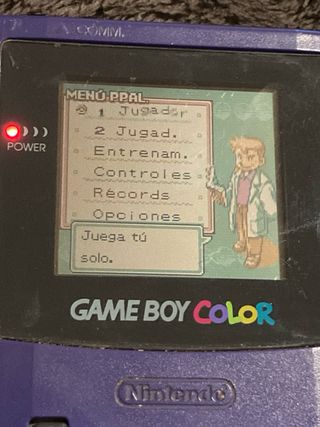 COMM.
MENÚ PPAL.
1 Jugador
2 Jugad.
Entrenam.
Controles
Récords
Opciones
Juega tú
solo.
POWER
GAME BOY COLOR
Nintendo